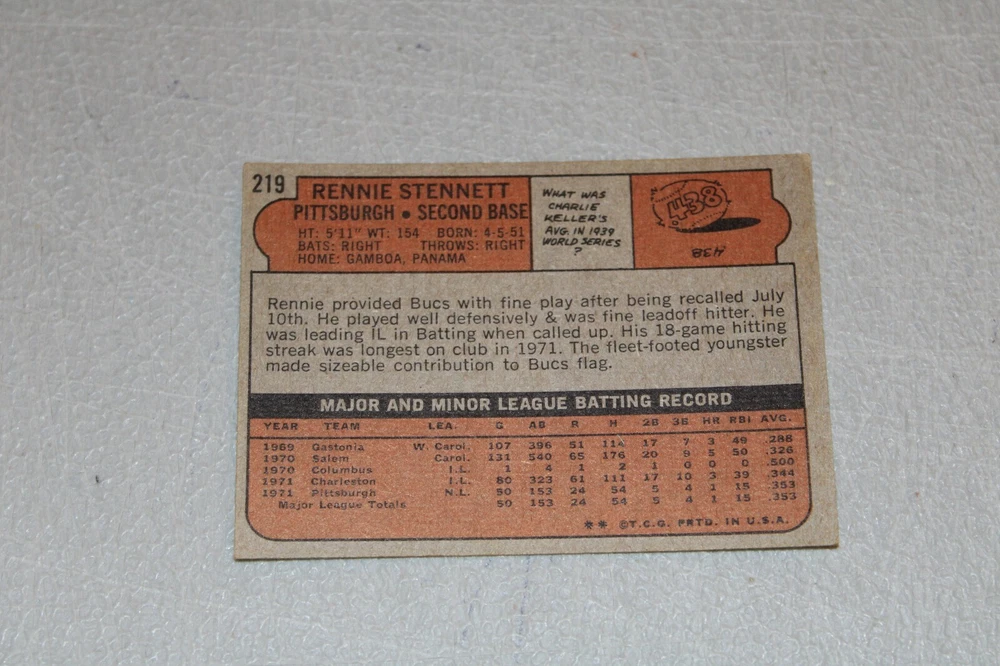 219
RENNIE STENNETT
PITTSBURGH • SECOND BASE
HT: 5'11" WT: 154 BORN: 4-5-51
BATS: RIGHT THROWS: RIGHT
HOME: GAMBOA, PANAMA
WHAT WAS
CHARLIE
KELLER'S
AVG. IN 1939
WORLD SERIES
?
.438
.438
Rennie provided Bucs with fine play after being recalled July
10th. He played well defensively & was fine leadoff hitter. He
was leading IL in Batting when called up. His 18-game hitting
streak was longest on club in 1971. The fleet-footed youngster
made sizeable contribution to Bucs flag.
MAJOR AND MINOR LEAGUE BATTING RECORD
YEAR TEAM LEA. G AB R H 2B 3B HR RBI AVG.
1969 Gastonia W. Carol. 107 396 51 114 17 7 3 49 .288
1970 Salem Carol. 131 540 65 176 20 9 5 50 .326
1970 Columbus I.L. 1 4 1 2 1 0 0 0 .500
1971 Charleston I.L. 80 323 61 111 17 10 3 39 .344
1971 Pittsburgh N.L. 50 153 24 54 5 4 1 15 .353
Major League Totals 50 153 24 54 5 4 1 15 .353
** ©T.C.G. PRTD. IN U.S.A.